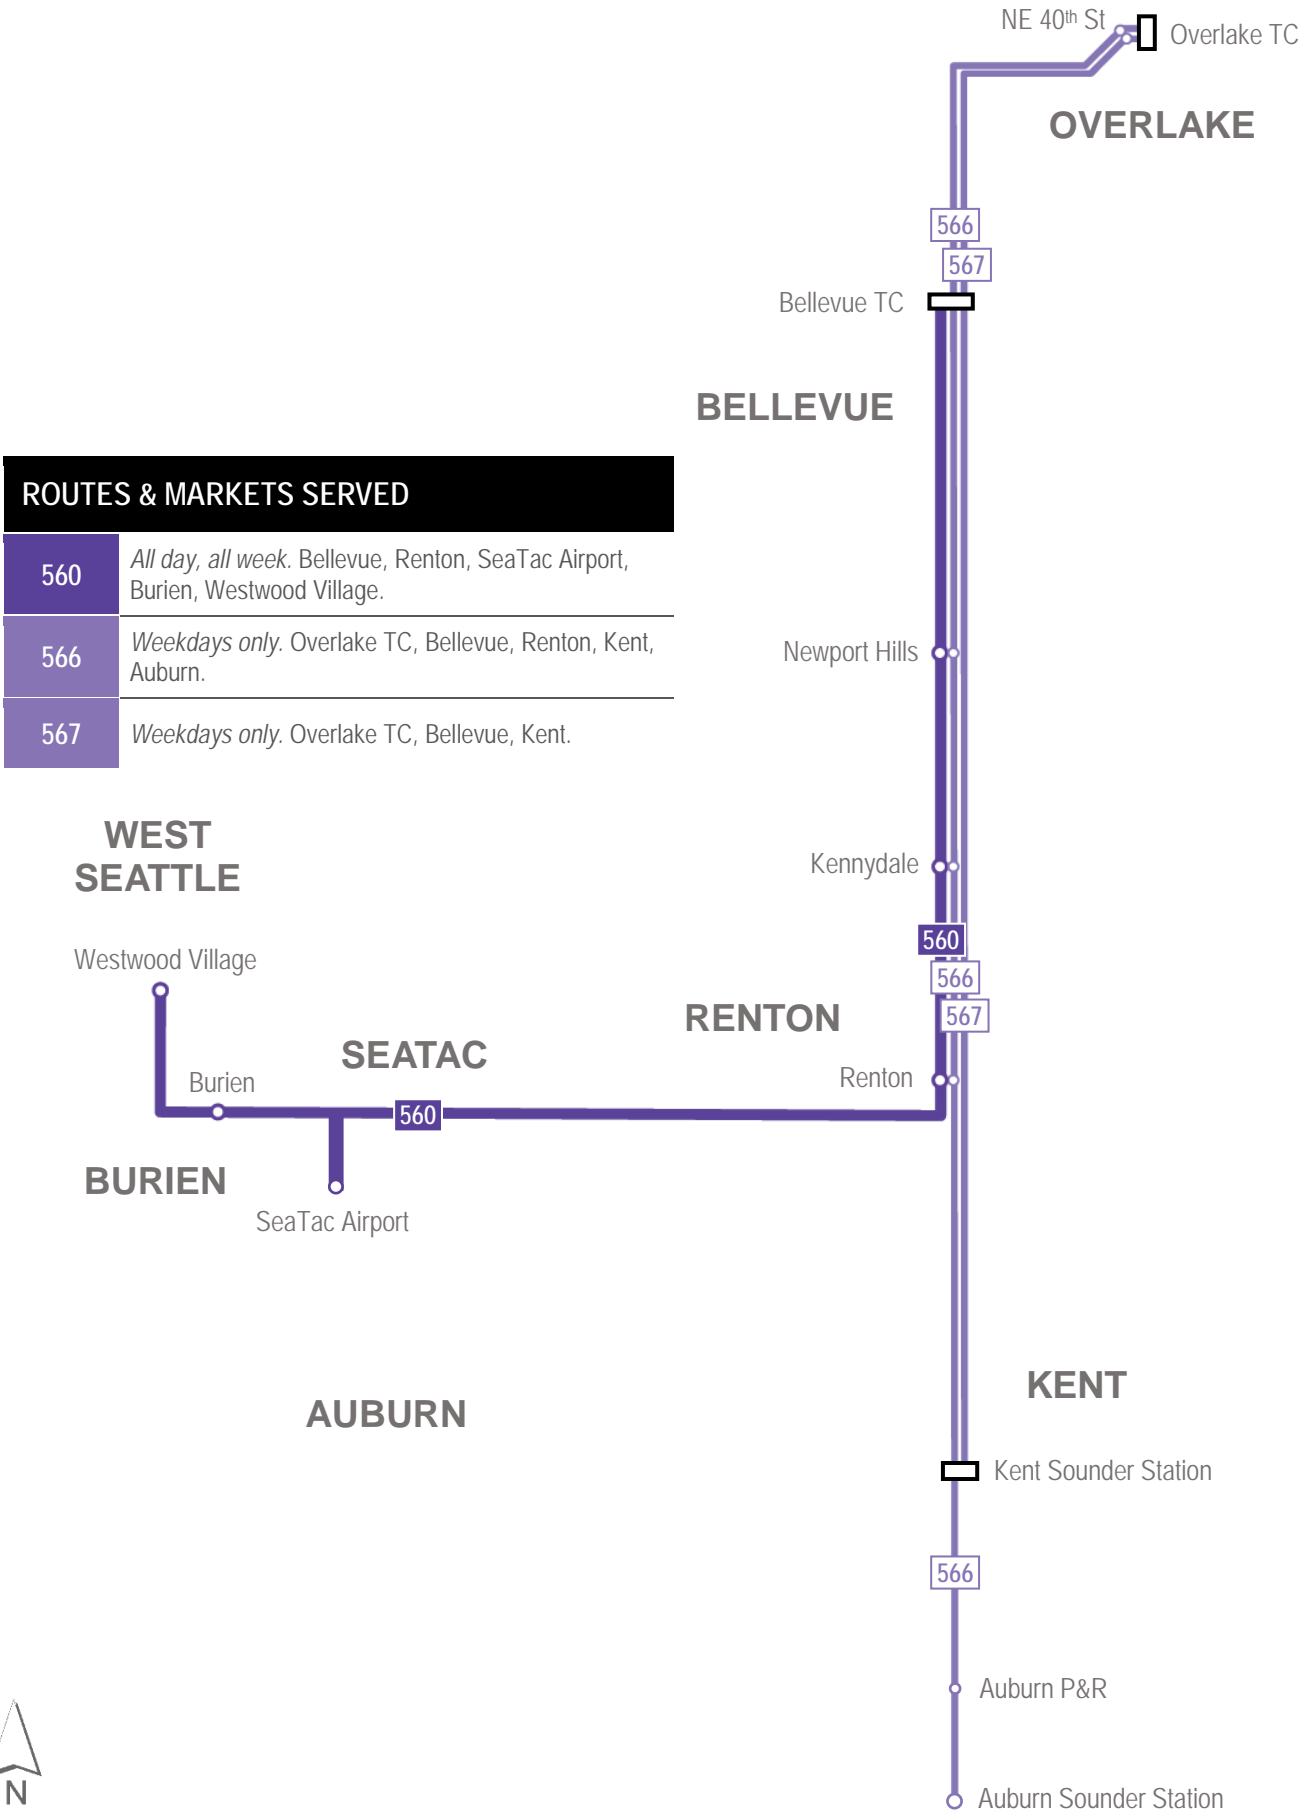 NE 40th St
Overlake TC
OVERLAKE
566
567
Bellevue TC
BELLEVUE
ROUTES & MARKETS SERVED
560
All day, all week. Bellevue, Renton, SeaTac Airport,
Burien, Westwood Village.
566
Weekdays only. Overlake TC, Bellevue, Renton, Kent,
Auburn.
567
Weekdays only. Overlake TC, Bellevue, Kent.
Newport Hills
WEST
SEATTLE
Kennydale
560
566
567
Westwood Village
RENTON
SEATAC
Renton
Burien
560
BURIEN
SeaTac Airport
KENT
AUBURN
Kent Sounder Station
566
Auburn P&R
N
Auburn Sounder Station